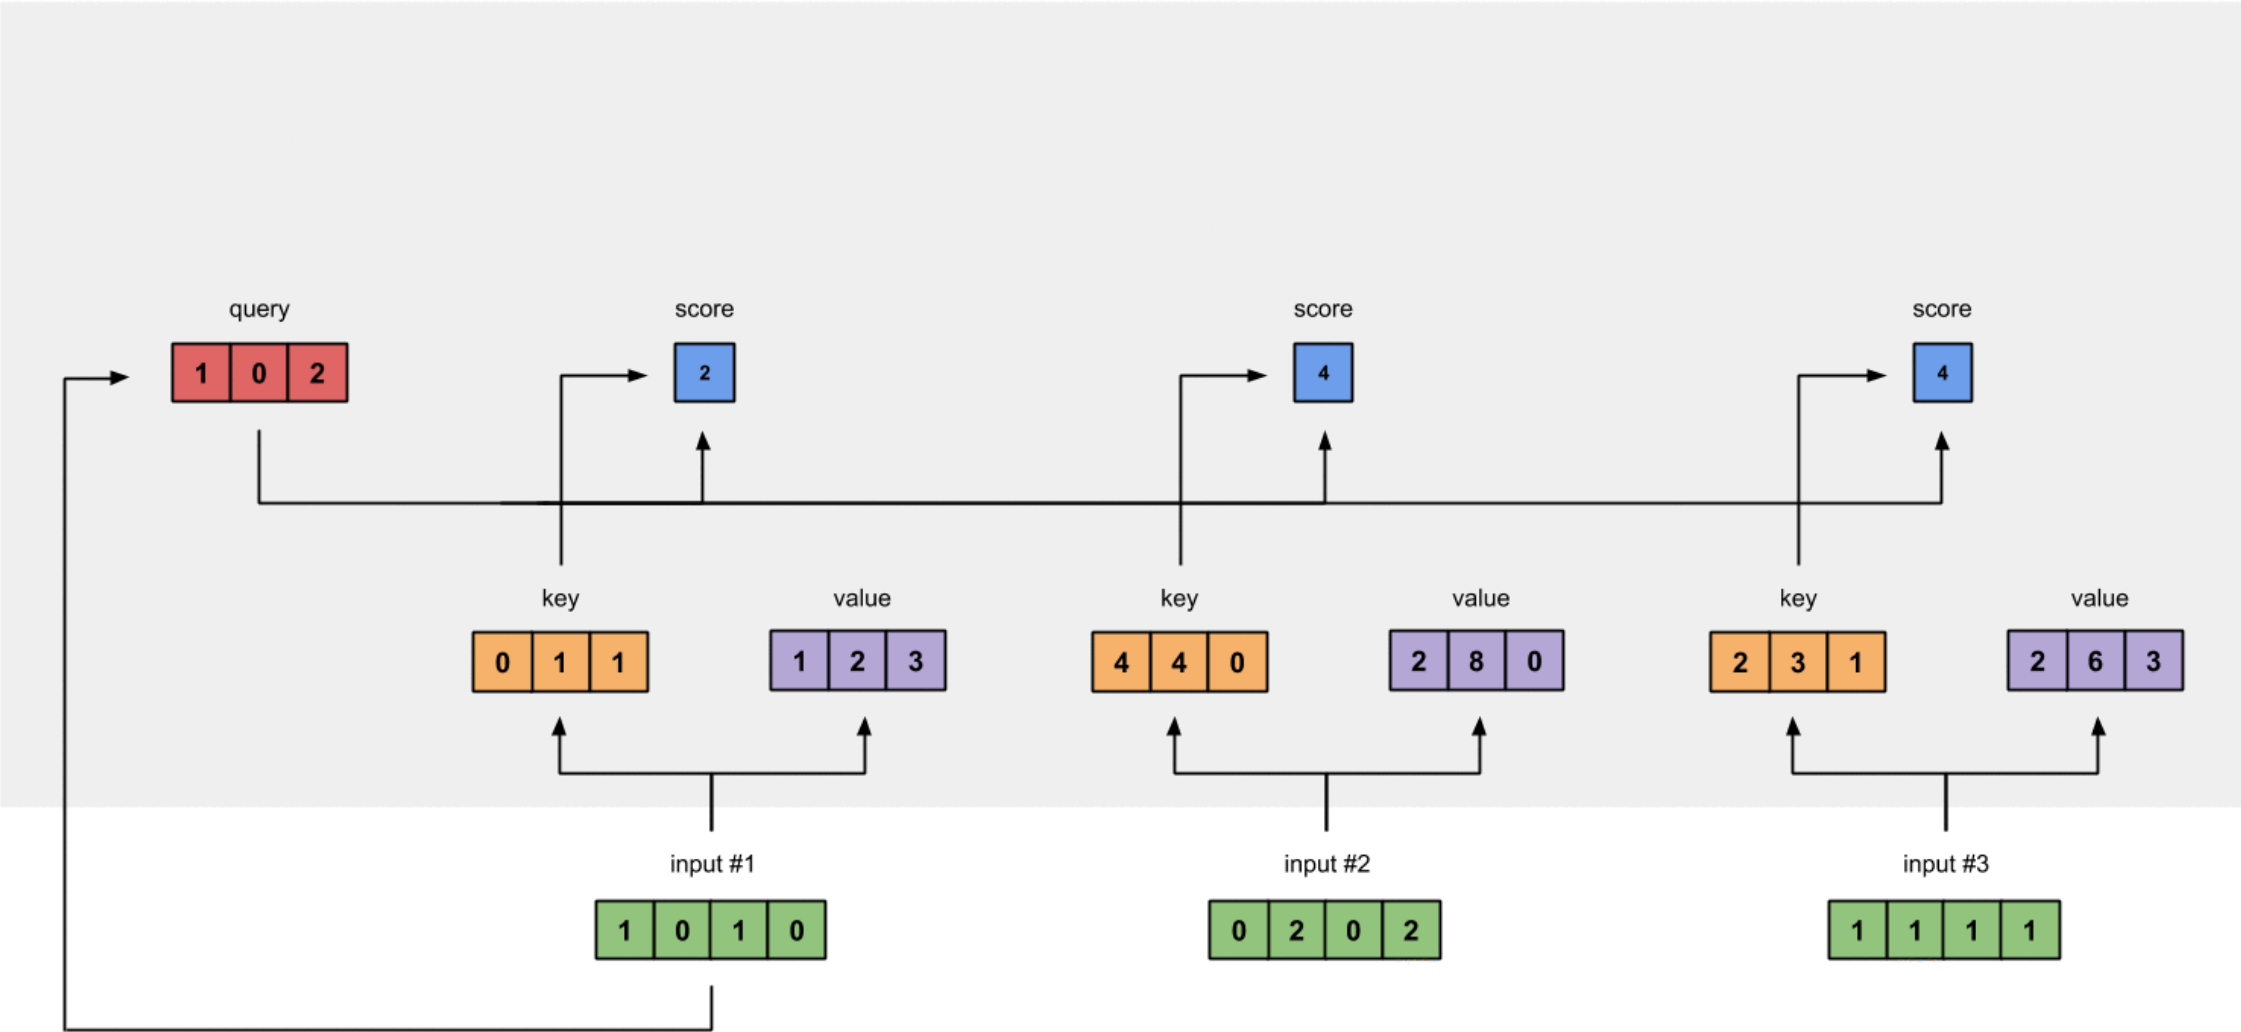 query score score score
1 0 2 2 4 4
key value key value key value
0 1 1 1 2 3 4 4 0 2 8 0 2 3 1 2 6 3
input #1 input #2 input #3
1 0 1 0 0 2 0 2 1 1 1 1